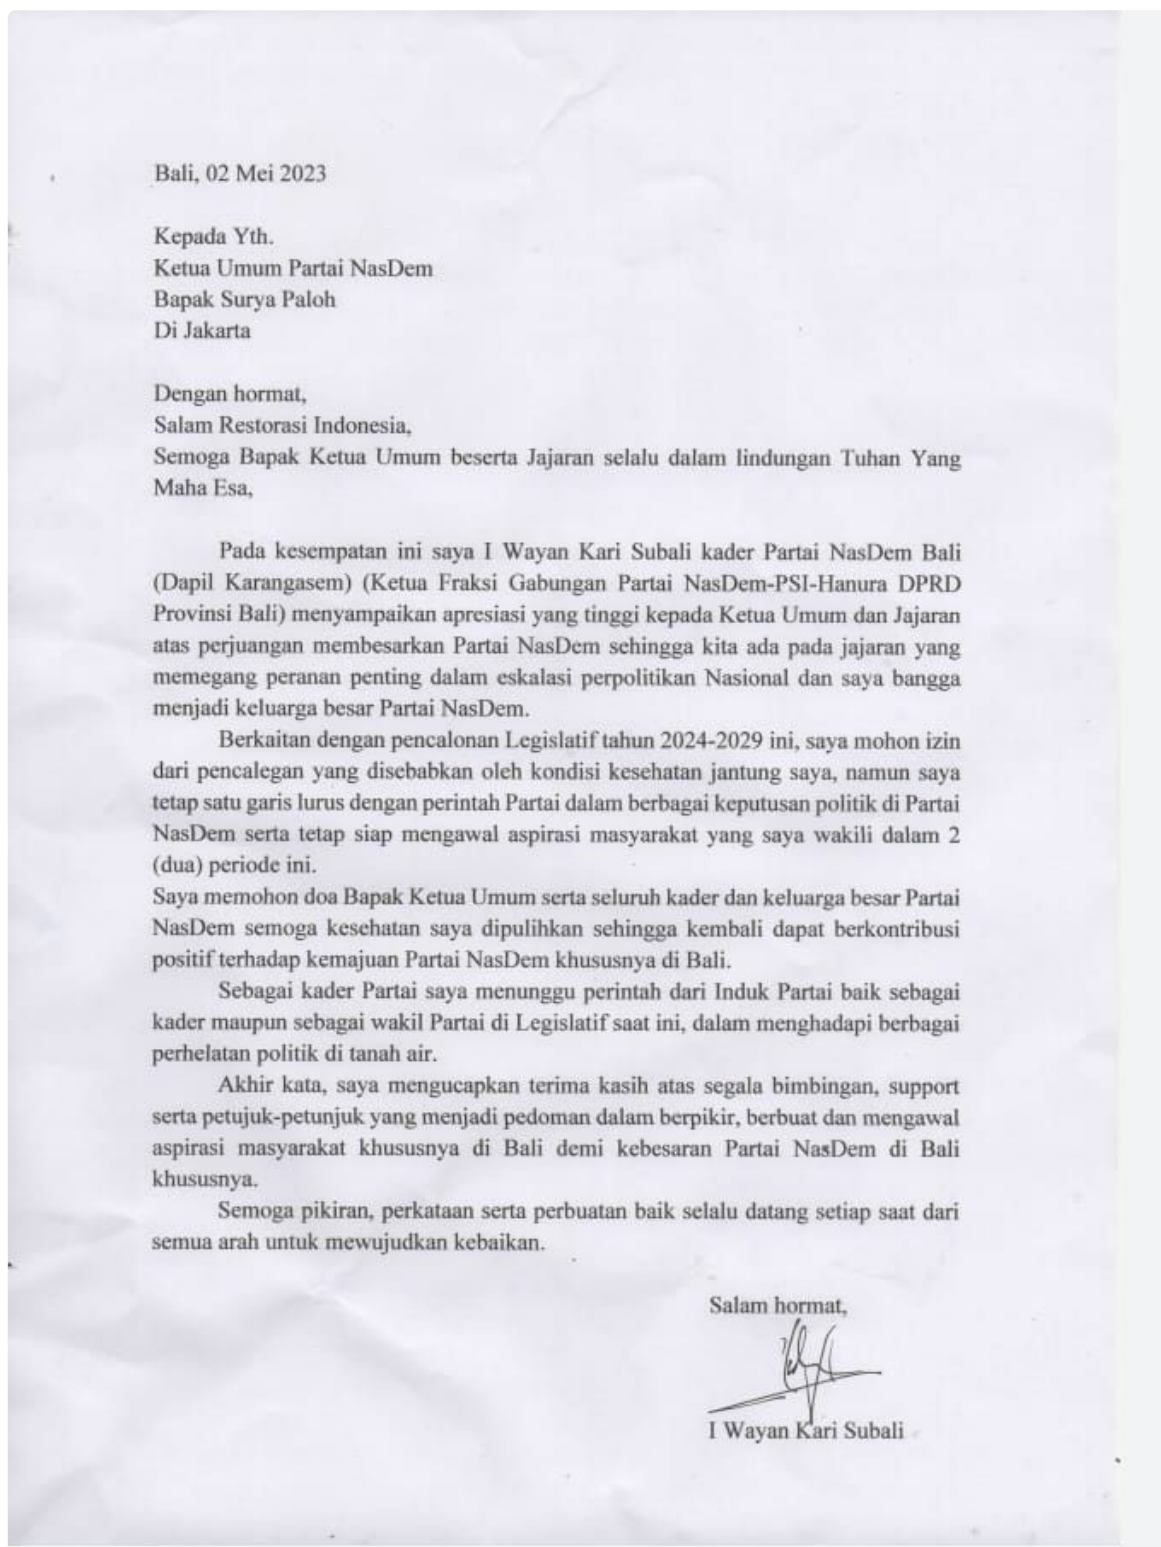 Bali, 02 Mei 2023
Kepada Yth.
Ketua Umum Partai NasDem
Bapak Surya Paloh
Di Jakarta
Dengan hormat,
Salam Restorasi Indonesia,
Semoga Bapak Ketua Umum beserta Jajaran selalu dalam lindungan Tuhan Yang
Maha Esa,
Pada kesempatan ini saya I Wayan Kari Subali kader Partai NasDem Bali
(Dapil Karangasem) (Ketua Fraksi Gabungan Partai NasDem-PSI-Hanura DPRD
Provinsi Bali) menyampaikan apresiasi yang tinggi kepada Ketua Umum dan Jajaran
atas perjuangan membesarkan Partai NasDem sehingga kita ada pada jajaran yang
memegang peranan penting dalam eskalasi perpolitikan Nasional dan saya bangga
menjadi keluarga besar Partai NasDem.
Berkaitan dengan pencalonan Legislatif tahun 2024-2029 ini, saya mohon izin
dari pencalegan yang disebabkan oleh kondisi kesehatan jantung saya, namun saya
tetap satu garis lurus dengan perintah Partai dalam berbagai keputusan politik di Partai
NasDem serta tetap siap mengawal aspirasi masyarakat yang saya wakili dalam 2
(dua) periode ini.
Saya memohon doa Bapak Ketua Umum serta seluruh kader dan keluarga besar Partai
NasDem semoga kesehatan saya dipulihkan sehingga kembali dapat berkontribusi
positif terhadap kemajuan Partai NasDem khususnya di Bali.
Sebagai kader Partai saya menunggu perintah dari Induk Partai baik sebagai
kader maupun sebagai wakil Partai di Legislatif saat ini, dalam menghadapi berbagai
perhelatan politik di tanah air.
Akhir kata, saya mengucapkan terima kasih atas segala bimbingan, support
serta petujuk-petunjuk yang menjadi pedoman dalam berpikir, berbuat dan mengawal
aspirasi masyarakat khususnya di Bali demi kebesaran Partai NasDem di Bali
khususnya.
Semoga pikiran, perkataan serta perbuatan baik selalu datang setiap saat dari
semua arah untuk mewujudkan kebaikan.
Salam hormat,
I Wayan Kari Subali